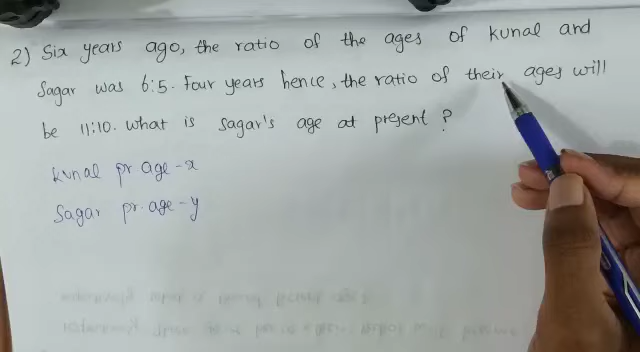 2) Six years ago, the ratio of the ages of Kunal and
Sagar was 6:5. Four years hence, the ratio of their ages will
be 11:10. What is Sagar's age at present?
Kunal pr age - x
Sagar pr. age - y